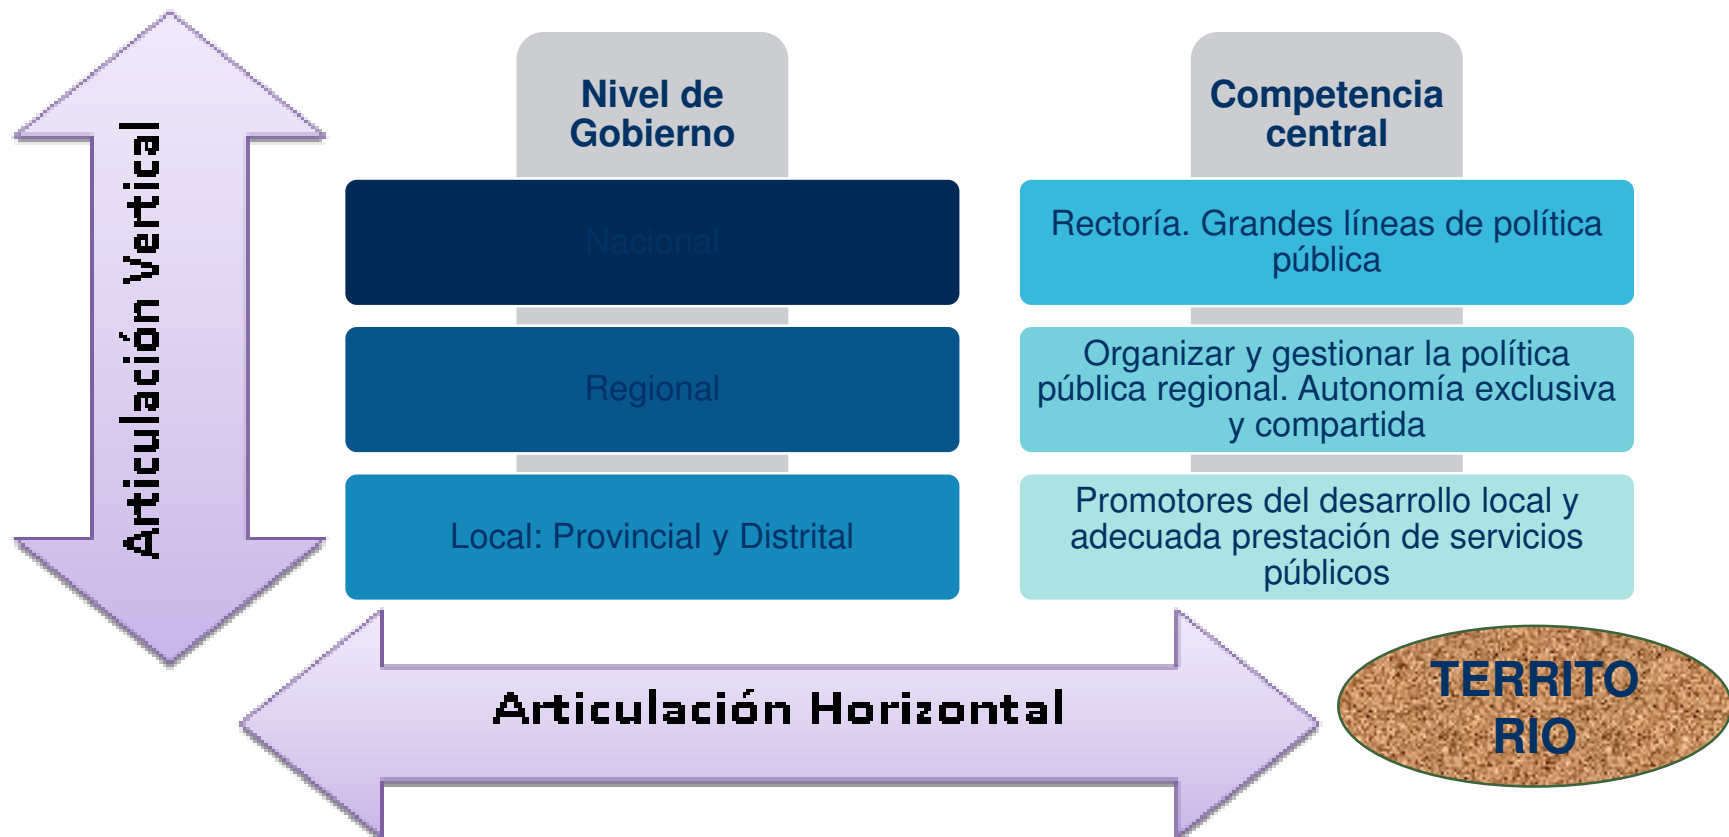 Articulación Vertical
Nivel de
Gobierno
Nacional
Regional
Local: Provincial y Distrital
Competencia
central
Rectoría. Grandes líneas de política
pública
Organizar y gestionar la política
pública regional. Autonomía exclusiva
y compartida
Promotores del desarrollo local y
adecuada prestación de servicios
públicos
Articulación Horizontal
TERRITO
RIO